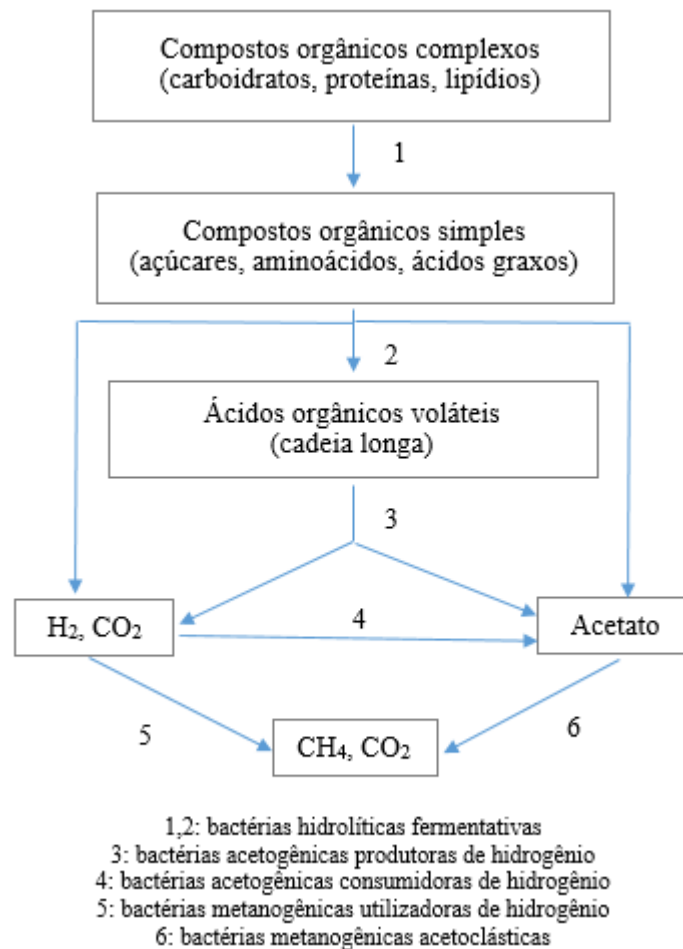 Compostos orgânicos complexos
(carboidratos, proteínas, lipídios)
1
Compostos orgânicos simples
(açúcares, aminoácidos, ácidos graxos)
2
Ácidos orgânicos voláteis
(cadeia longa)
3
H₂, CO₂
4
Acetato
5
CH₄, CO₂
6
1,2: bactérias hidrolíticas fermentativas
3: bactérias acetogênicas produtoras de hidrogênio
4: bactérias acetogênicas consumidoras de hidrogênio
5: bactérias metanogênicas utilizadoras de hidrogênio
6: bactérias metanogênicas acetoclásticas